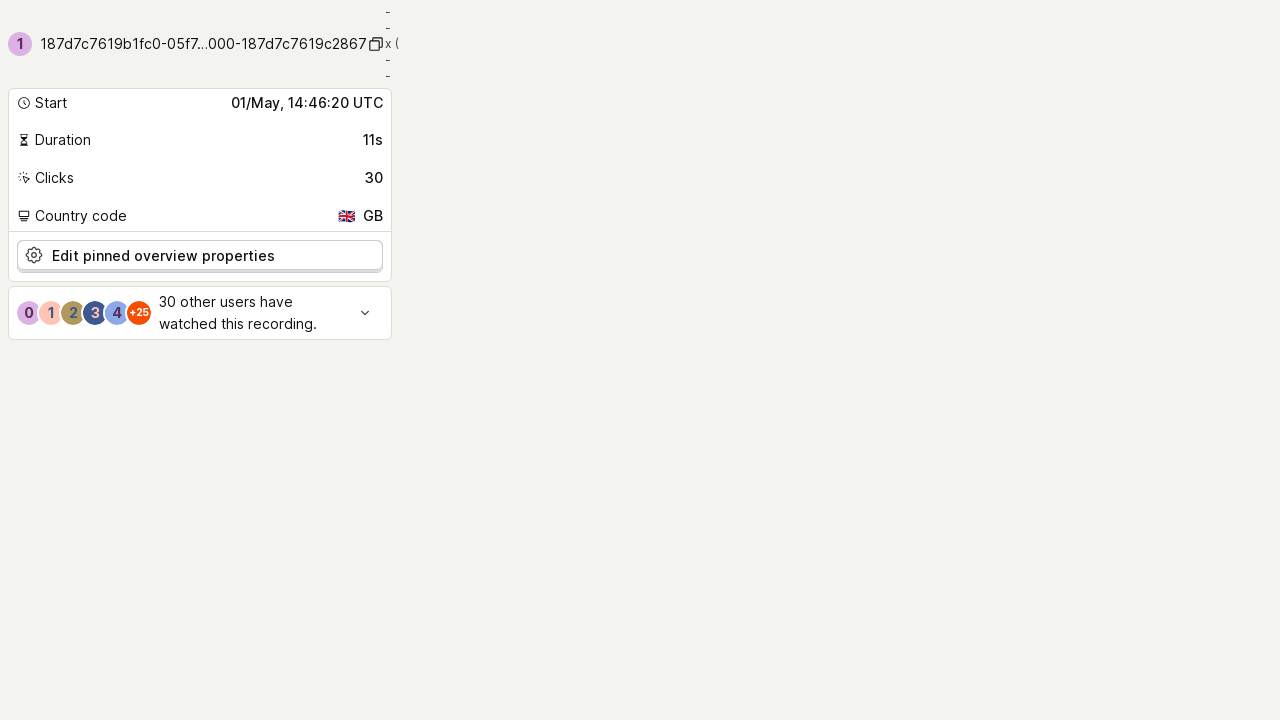 1 187d7c7619b1fc0-05f7...000-187d7c7619c2867
-
-
x (
-
-
Start 01/May, 14:46:20 UTC
Duration 11s
Clicks 30
Country code 🇬🇧 GB
Edit pinned overview properties
0 1 2 3 4 +25
30 other users have
watched this recording.